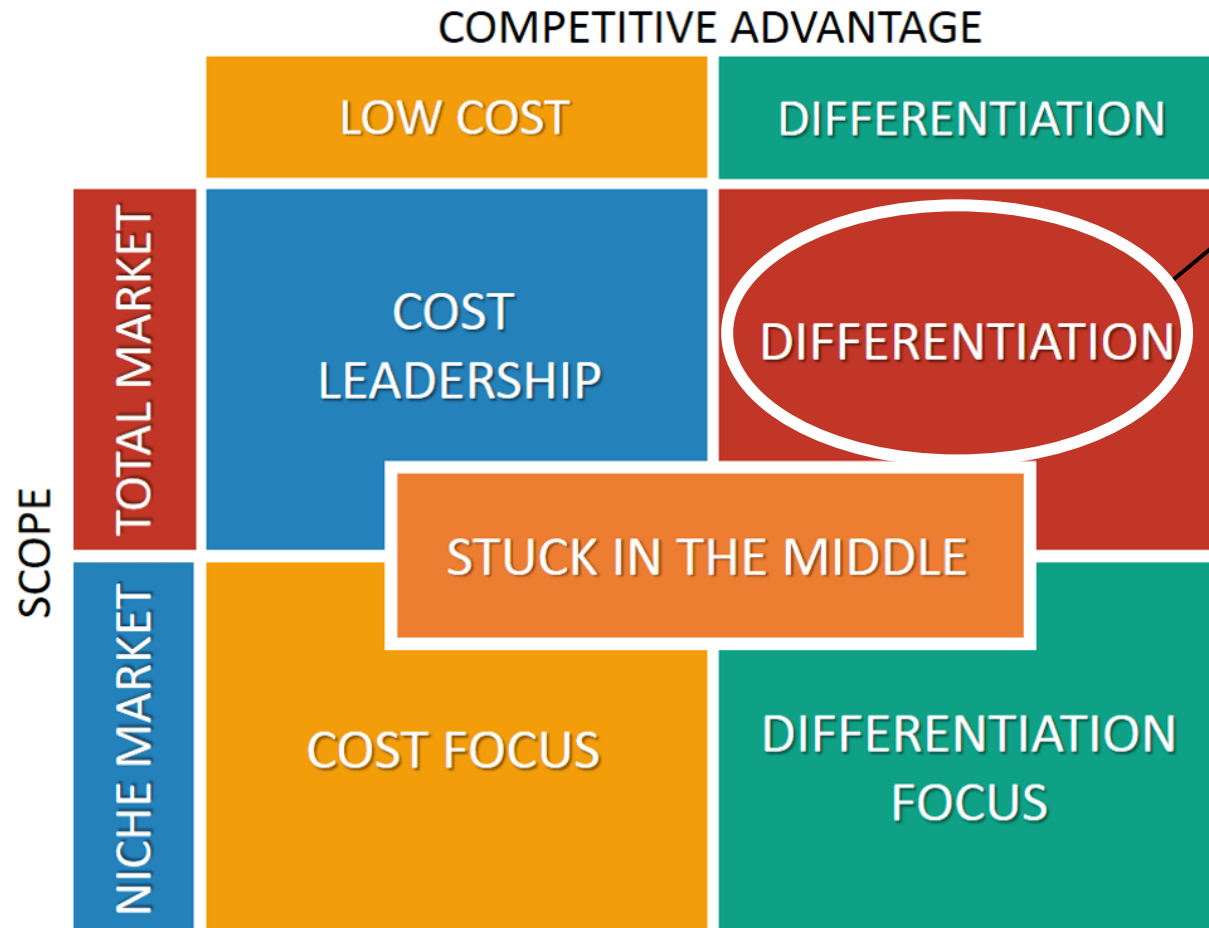 COMPETITIVE ADVANTAGE
LOW COST
DIFFERENTIATION
SCOPE
TOTAL MARKET
COST
LEADERSHIP
DIFFERENTIATION
STUCK IN THE MIDDLE
NICHE MARKET
COST FOCUS
DIFFERENTIATION
FOCUS